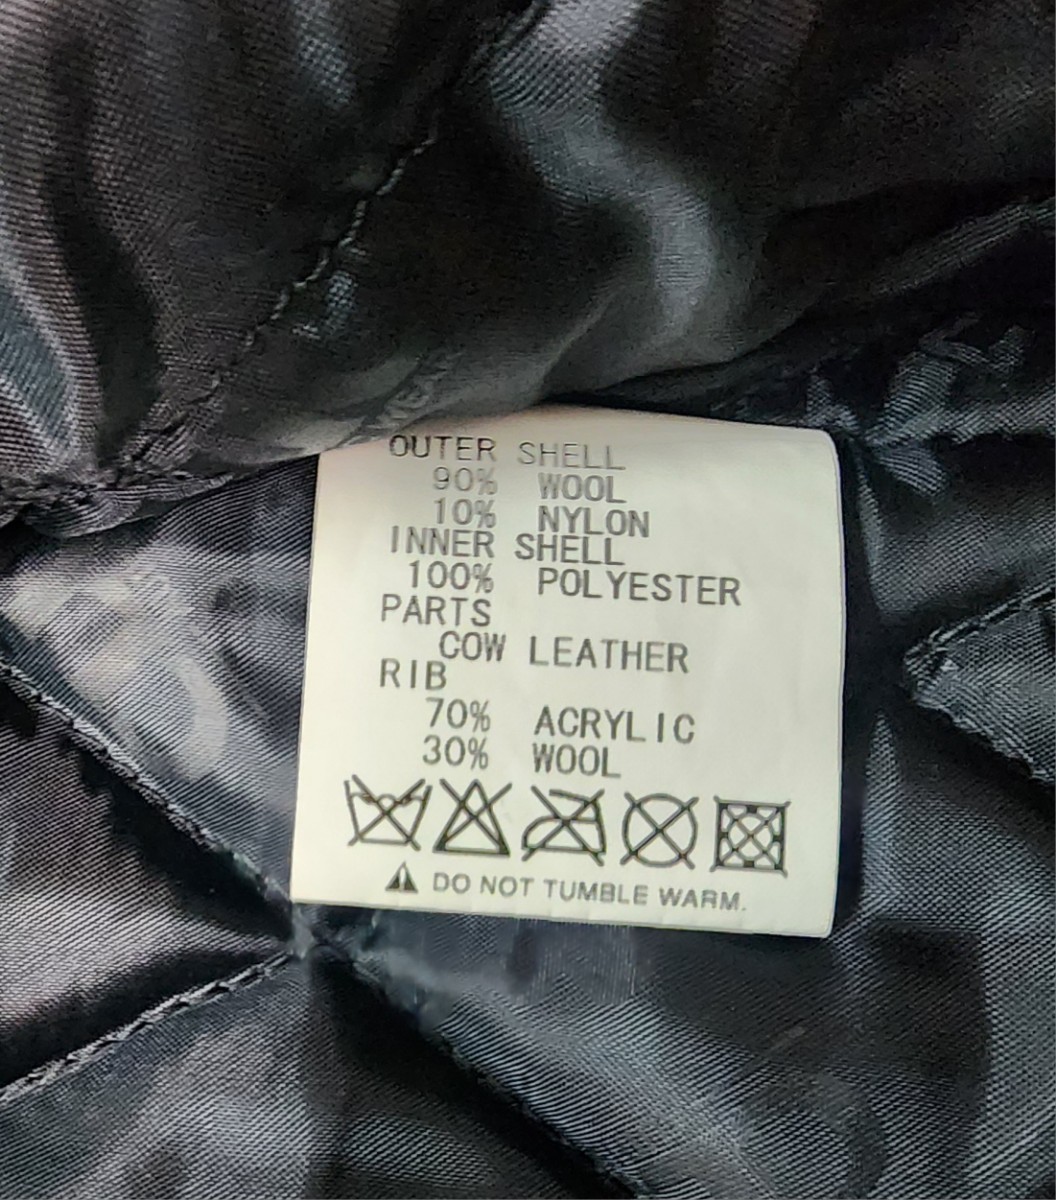 OUTER SHELL
90% WOOL
10% NYLON
INNER SHELL
100% POLYESTER
PARTS
COW LEATHER
RIB
70% ACRYLIC
30% WOOL
DO NOT TUMBLE WARM.